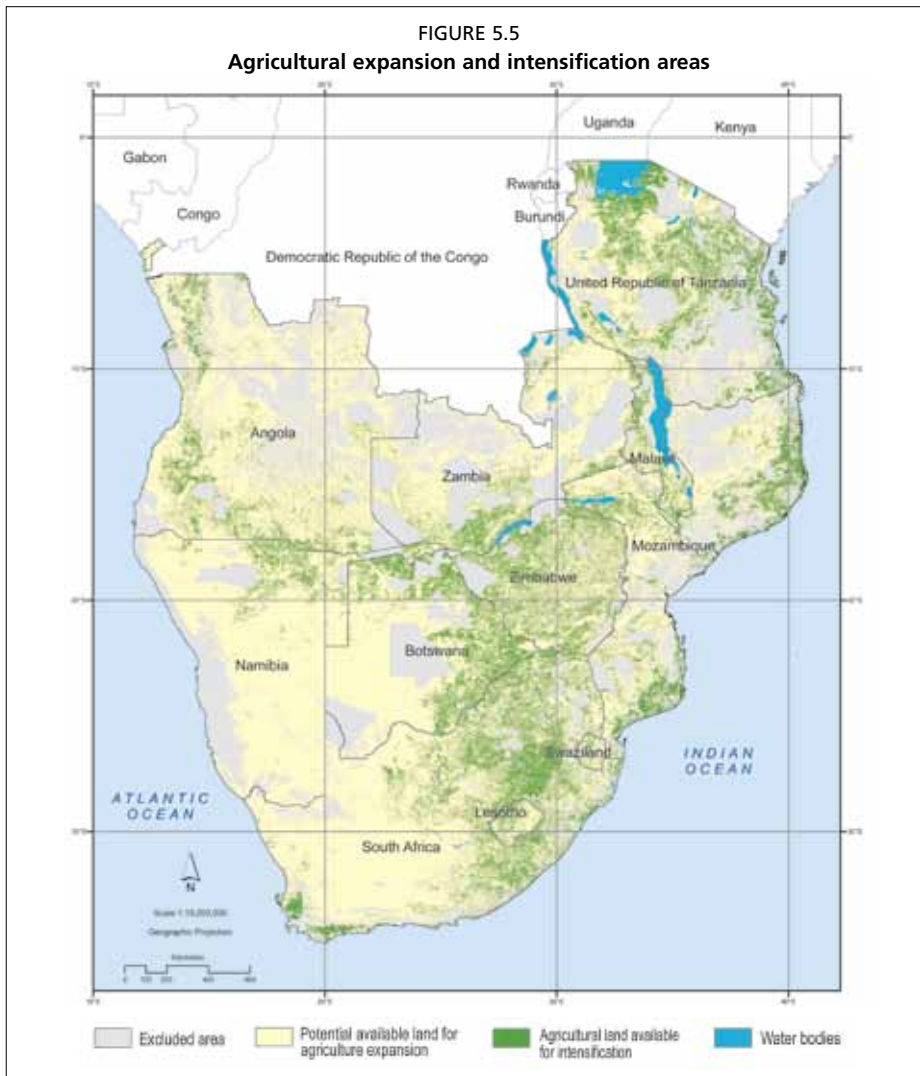 FIGURE 5.5
Agricultural expansion and intensification areas
Uganda
Kenya
Gabon
Rwanda
Congo
Burundi
Democratic Republic of the Congo
United Republic of Tanzania
Angola
Zambia
Malawi
Mozambique
Zimbabwe
Namibia
Botswana
Swaziland
INDIAN
OCEAN
ATLANTIC
OCEAN
Lesotho
South Africa
N
Geographic Projection
Kilometers
Excluded area
Potential available land for
agriculture expansion
Agricultural land available
for intensification
Water bodies